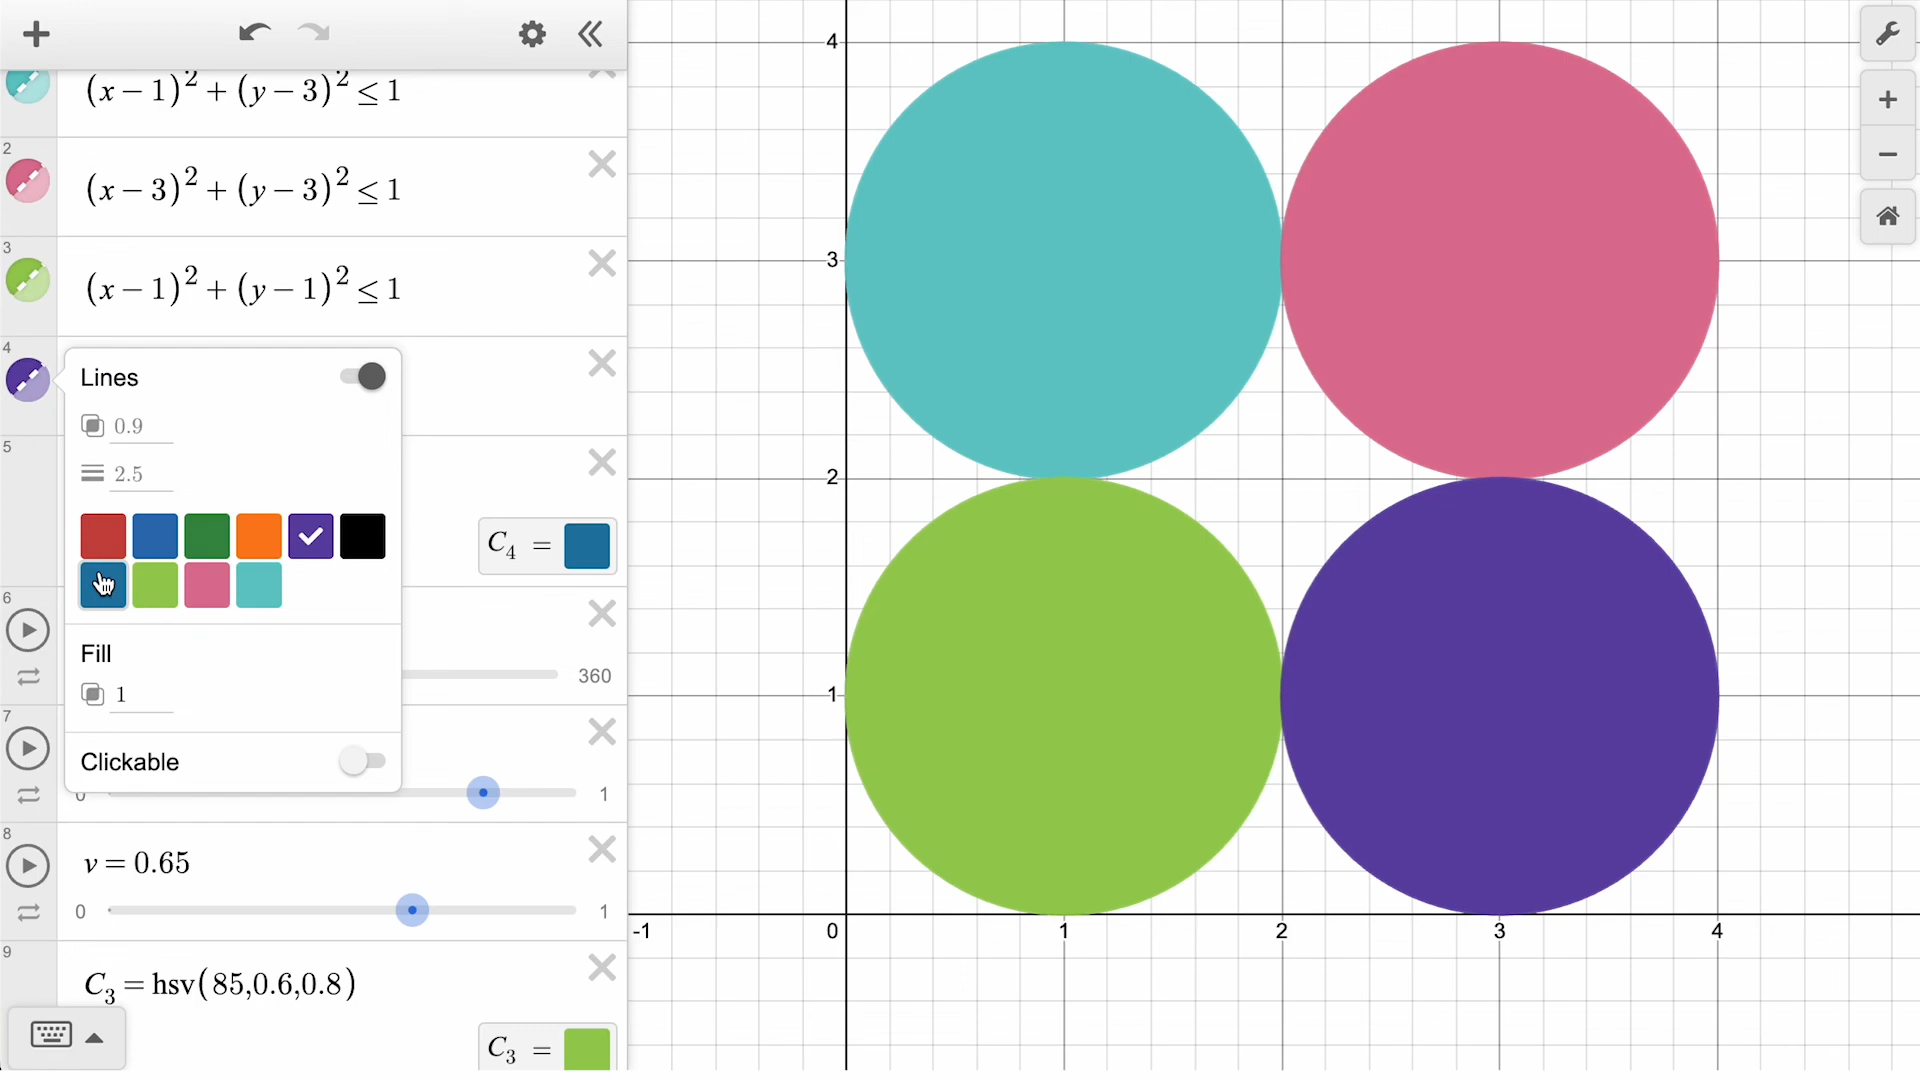 (x − 1)² + (y − 3)² ≤ 1
2
(x − 3)² + (y − 3)² ≤ 1
3
(x − 1)² + (y − 1)² ≤ 1
4
Lines
0.9
2.5
5
C₄ =
6
360
Fill
1
7
Clickable
0
1
8
v = 0.65
0
1
9
C₃ = hsv(85,0.6,0.8)
C₃ =
4
3
2
1
-1
0
1
2
3
4